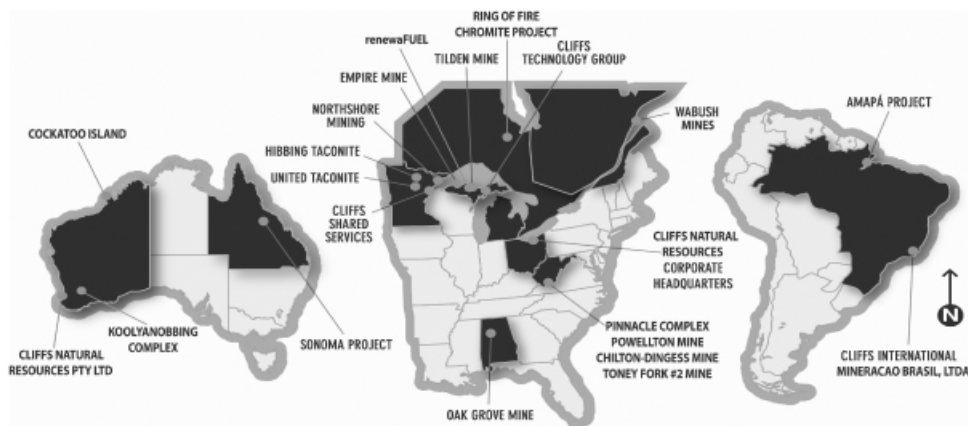 COCKATOO ISLAND
CLIFFS NATURAL
RESOURCES PTY LTD
KOOLYANOBBING
COMPLEX
SONOMA PROJECT
RING OF FIRE
CHROMITE PROJECT
renewaFUEL
TILDEN MINE
CLIFFS
TECHNOLOGY GROUP
EMPIRE MINE
NORTHSHORE
MINING
HIBBING TACONITE
UNITED TACONITE
CLIFFS
SHARED
SERVICES
WABUSH
MINES
CLIFFS NATURAL
RESOURCES
CORPORATE
HEADQUARTERS
PINNACLE COMPLEX
POWELLTON MINE
CHILTON-DINGESS MINE
TONEY FORK #2 MINE
OAK GROVE MINE
AMAPÁ PROJECT
N
CLIFFS INTERNATIONAL
MINERACAO BRASIL, LTDA